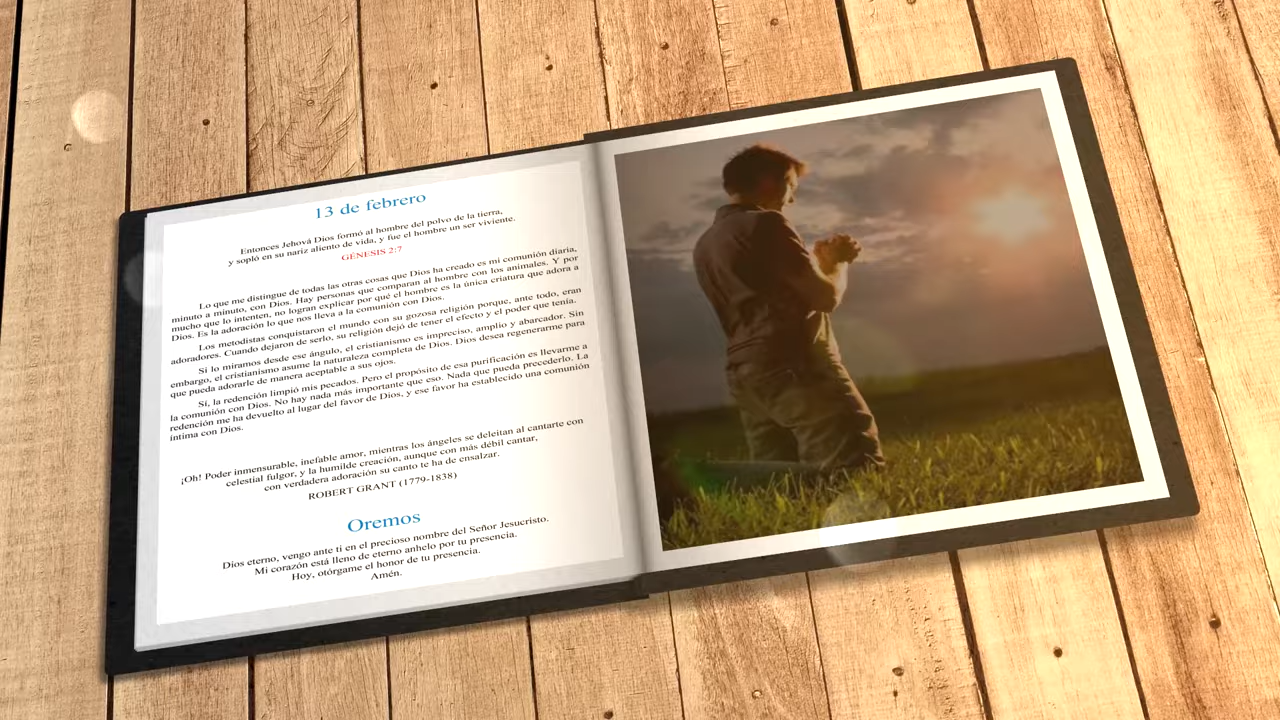 13 de febrero
Entonces Jehová Dios formó al hombre del polvo de la tierra,
y sopló en su nariz aliento de vida, y fue el hombre un ser viviente.
GÉNESIS 2:7
Lo que me distingue de todas las otras cosas que Dios ha creado es mi comunión diaria,
minuto a minuto, con Dios. Hay personas que comparan al hombre con los animales. Y por
mucho que lo intenten, no logran explicar por qué el hombre es la única criatura que adora a
Dios. Es la adoración lo que nos lleva a la comunión con Dios.
Los metodistas conquistaron el mundo con su gozosa religión porque, ante todo, eran
adoradores. Cuando dejaron de serlo, su religión dejó de tener el efecto y el poder que tenía.
Si lo miramos desde ese ángulo, el cristianismo es impreciso, amplio y abarcador. Sin
embargo, el cristianismo asume la naturaleza completa de Dios. Dios desea regenerarme para
que pueda adorarle de manera aceptable a sus ojos.
Sí, la redención limpió mis pecados. Pero el propósito de esa purificación es llevarme a
la comunión con Dios. No hay nada más importante que eso. Nada que pueda precederlo. La
redención me ha devuelto al lugar del favor de Dios, y ese favor ha establecido una comunión
íntima con Dios.
¡Oh! Poder inmensurable, inefable amor, mientras los ángeles se deleitan al cantarte con
celestial fulgor, y la humilde creación, aunque con más débil cantar,
con verdadera adoración su canto te ha de ensalzar.
ROBERT GRANT (1779-1838)
Oremos
Dios eterno, vengo ante ti en el precioso nombre del Señor Jesucristo.
Mi corazón está lleno de eterno anhelo por tu presencia.
Hoy, otórgame el honor de tu presencia.
Amén.